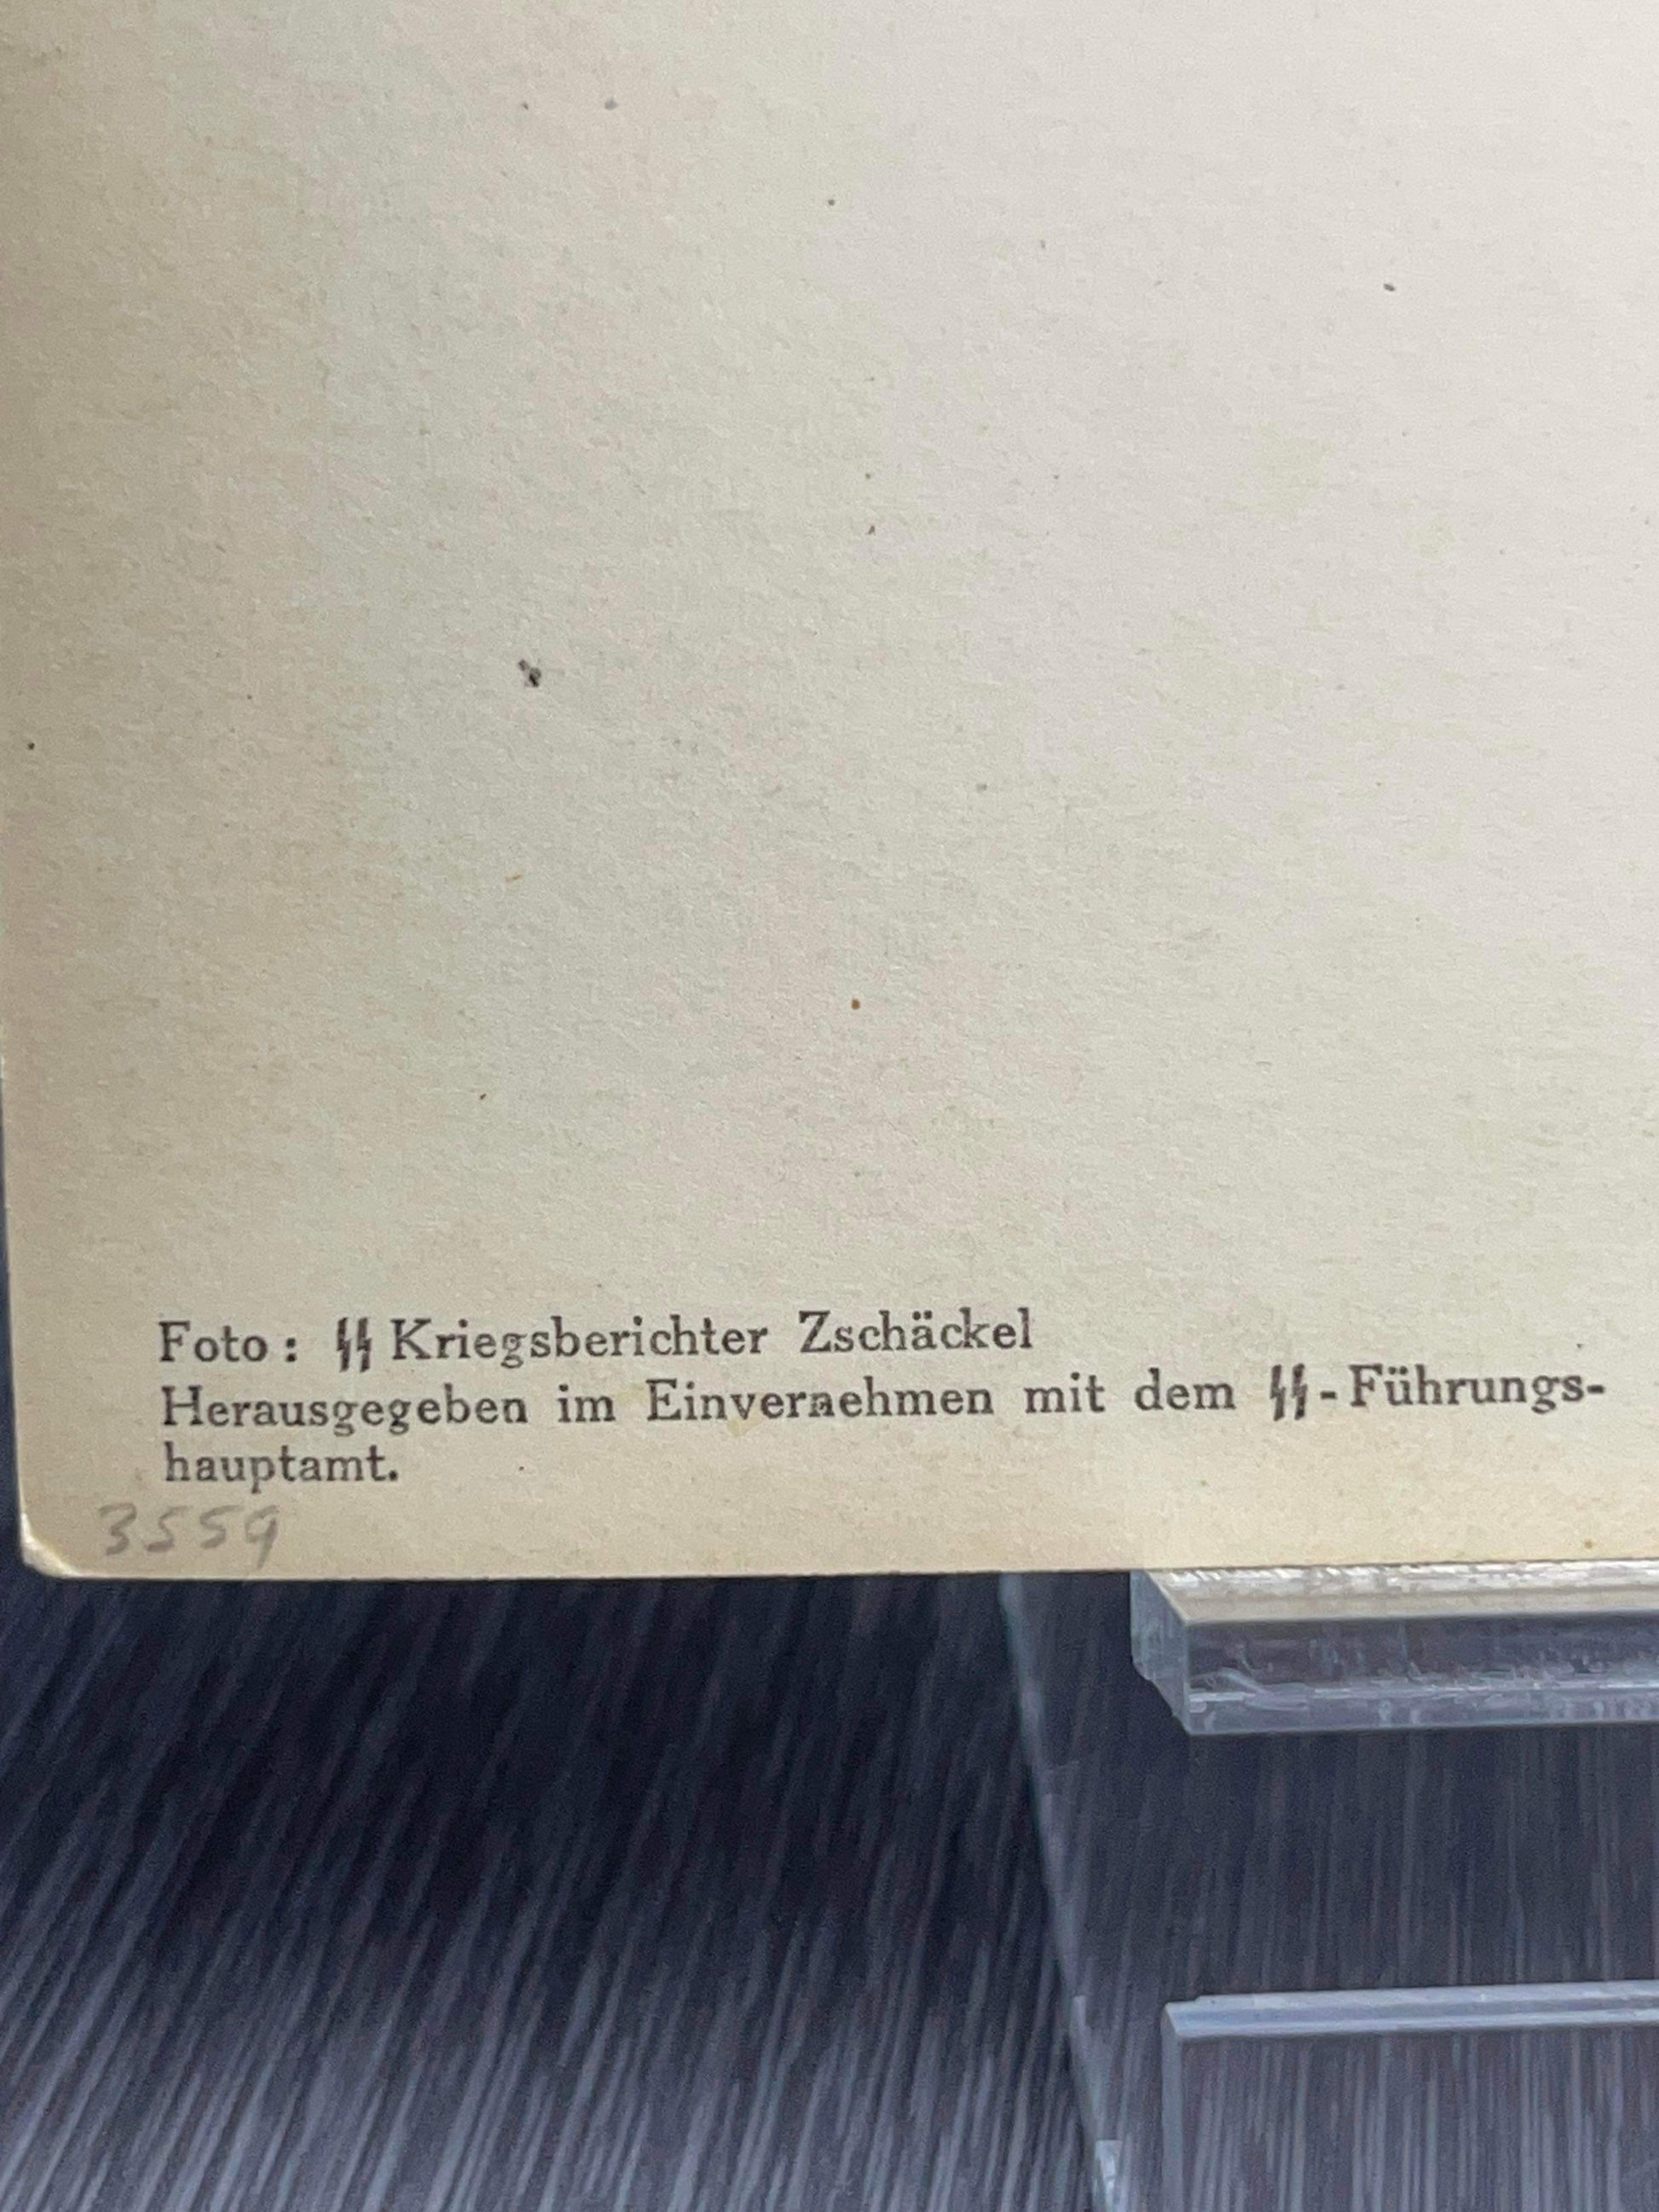 Foto: ᛋᛋ Kriegsberichter Zschäckel
Herausgegeben im Einvernehmen mit dem ᛋᛋ-Führungs-
hauptamt.
3559